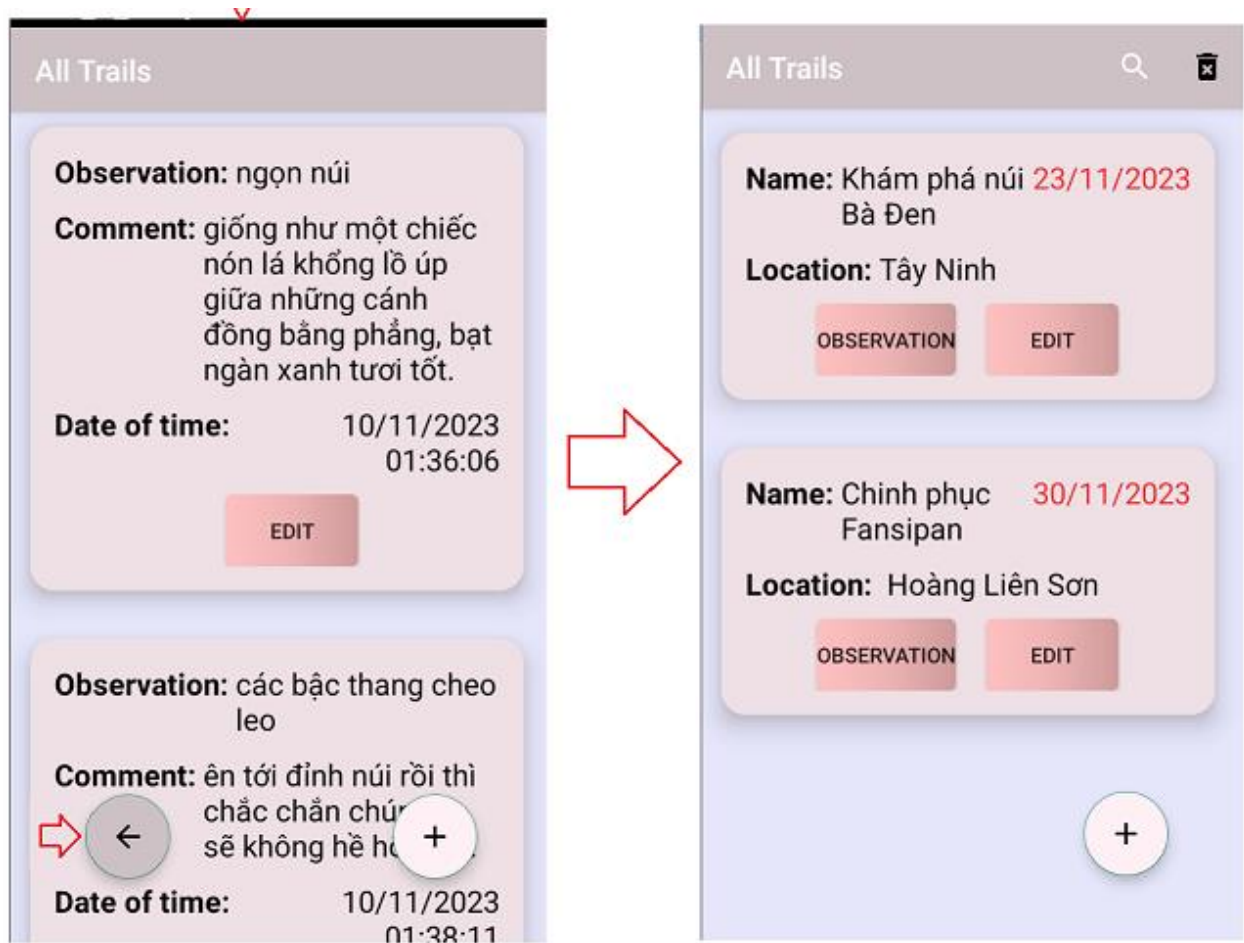 All Trails
Observation: ngọn núi
Comment: giống như một chiếc
nón lá khổng lồ úp
giữa những cánh
đồng bằng phẳng, bạt
ngàn xanh tươi tốt.
Date of time: 10/11/2023
01:36:06
EDIT
Observation: các bậc thang cheo
leo
Comment: ên tới đỉnh núi rồi thì
chắc chắn
sẽ không hề
Date of time: 10/11/2023
01:38:11
All Trails
Name: Khám phá núi 23/11/2023
Bà Đen
Location: Tây Ninh
OBSERVATION EDIT
Name: Chinh phục 30/11/2023
Fansipan
Location: Hoàng Liên Sơn
OBSERVATION EDIT